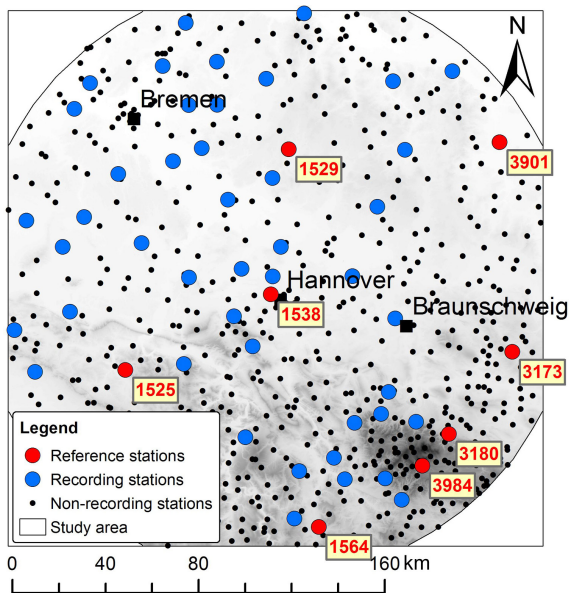 N
Bremen
1529
3901
Hannover
1538
Braunschweig
3173
1525
3180
3984
1564
Legend
Reference stations
Recording stations
Non-recording stations
Study area
0 40 80 160 km